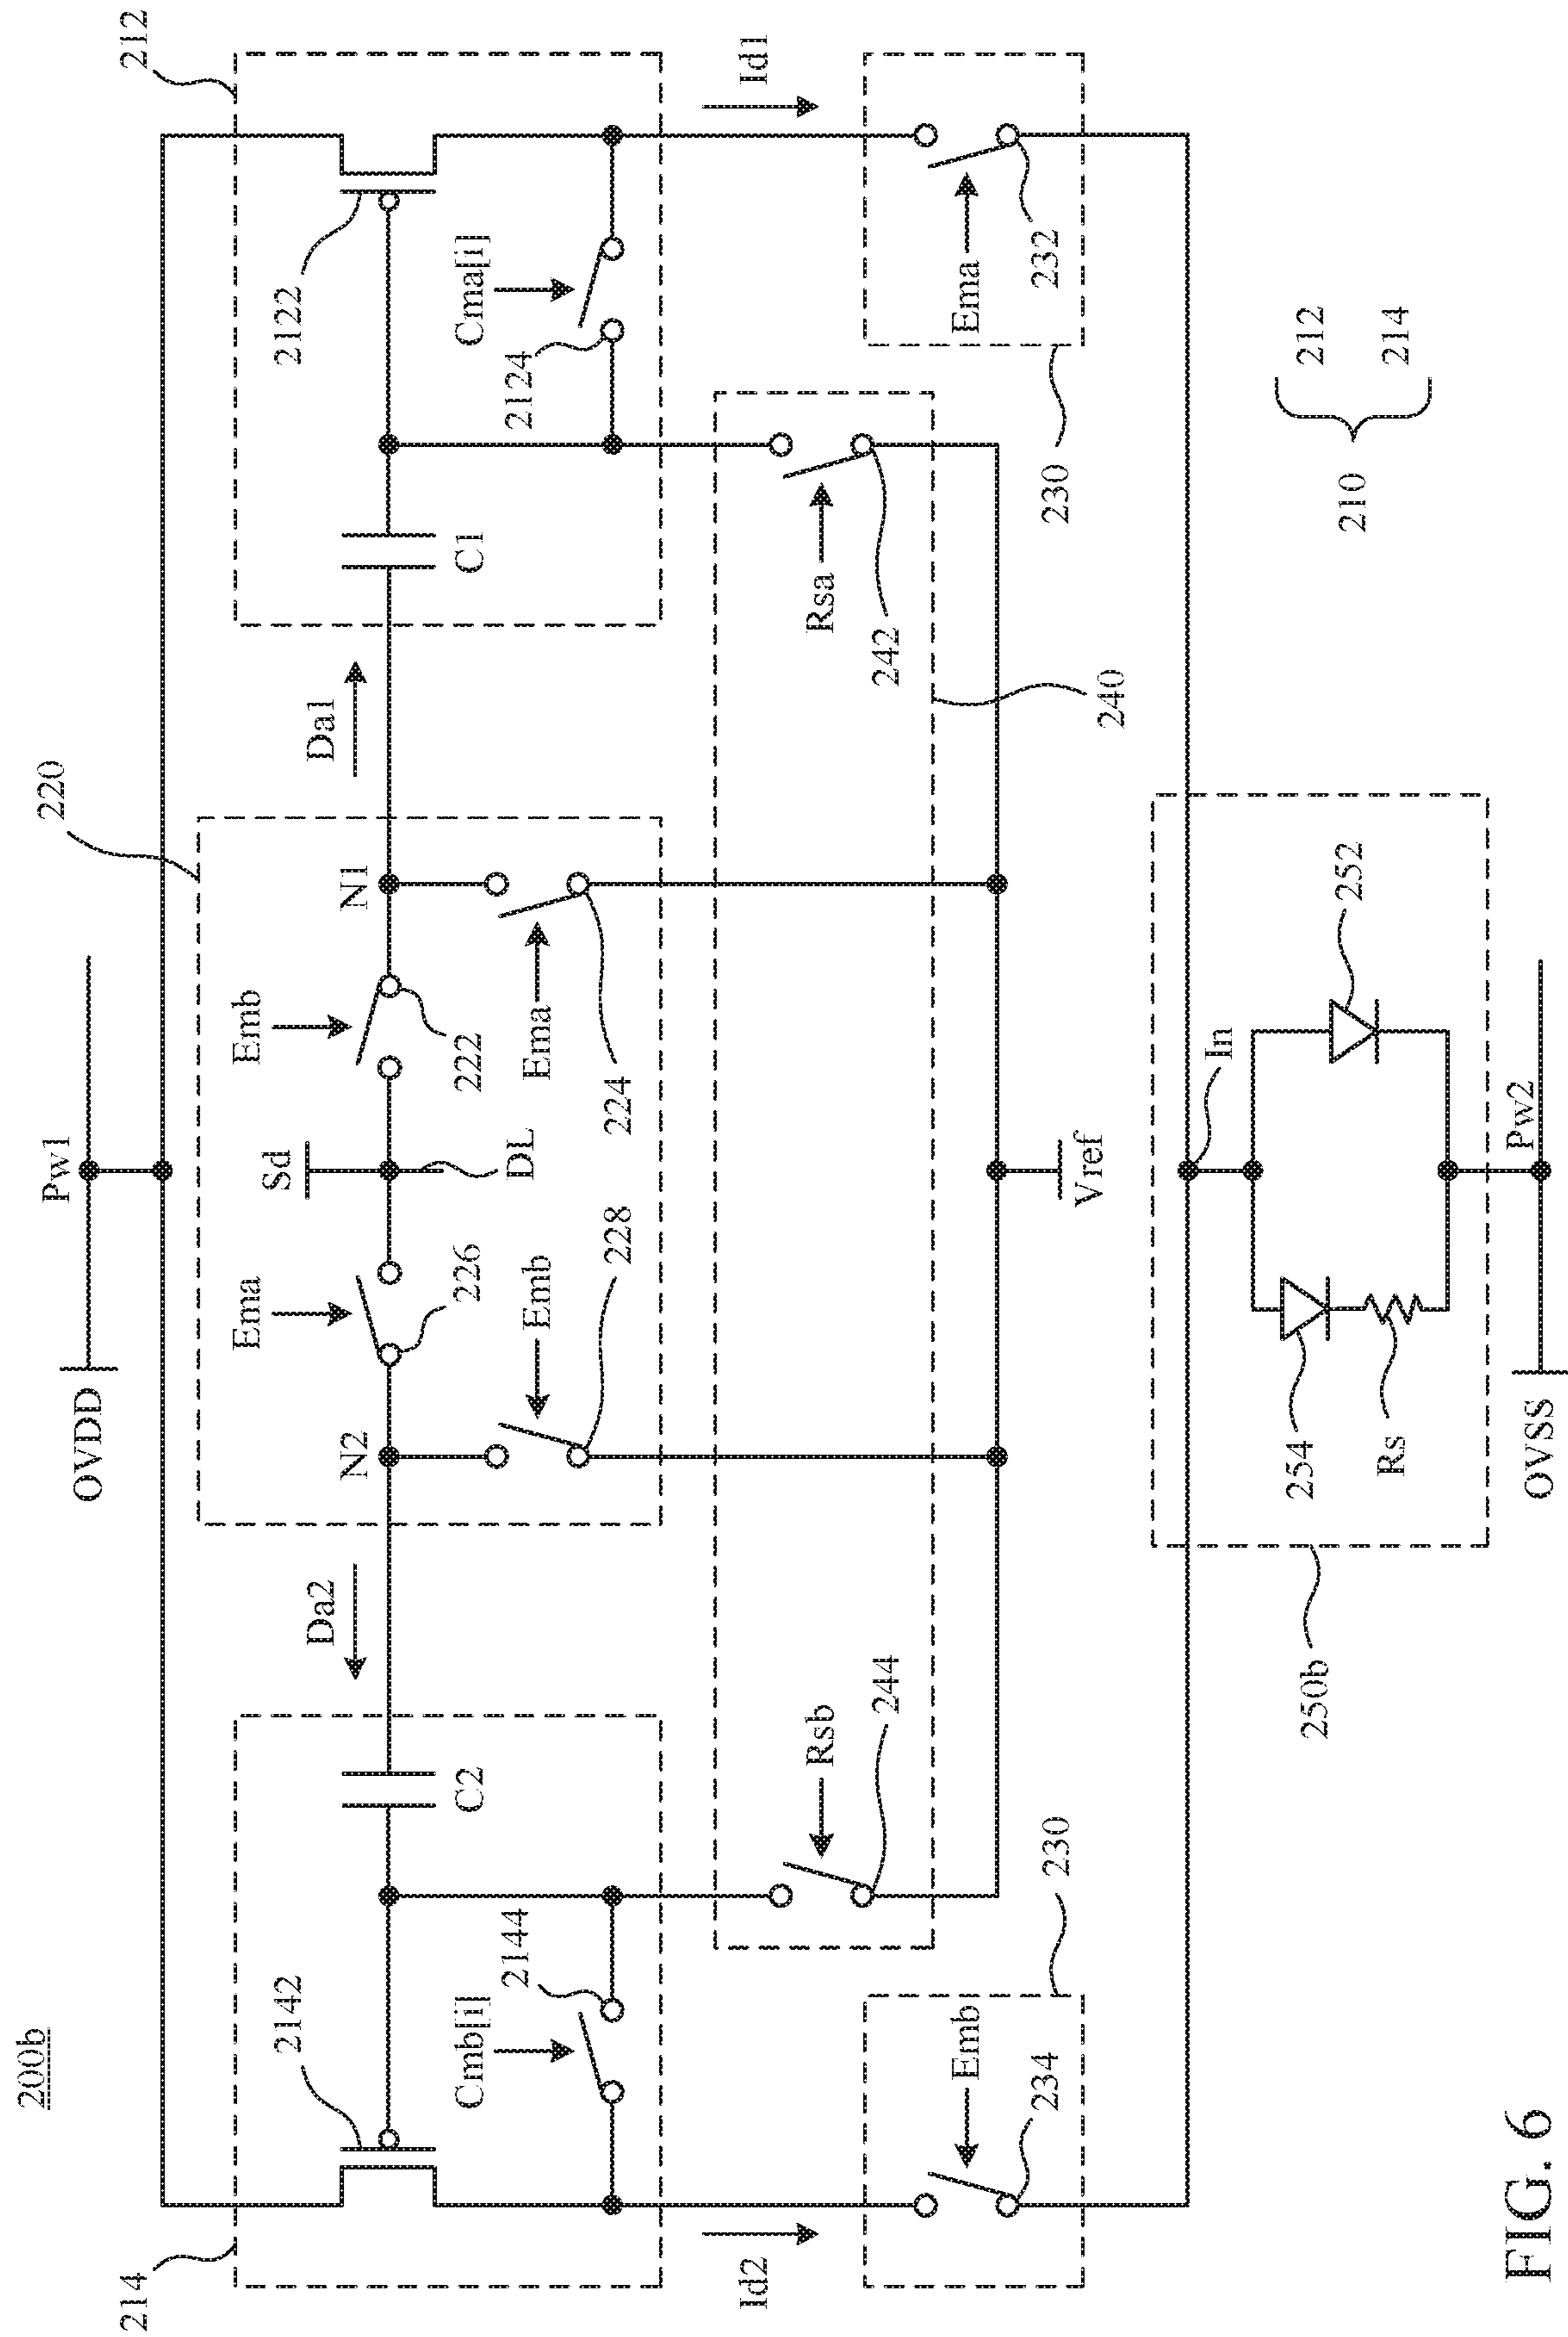 200b
OVDD
Pw1
214
2142
Cmb[i]
2144
C2
Da2
220
N2
Ema
226
Emb
228
Sd
DL
Emb
222
N1
Ema
224
Da1
C1
212
2122
Cma[i]
2124
Id2
Id1
Rsb
244
Rsa
242
240
Emb
234
230
Ema
232
230
Vref
In
254
Rs
252
250b
OVSS
Pw2
210
212
214
FIG. 6